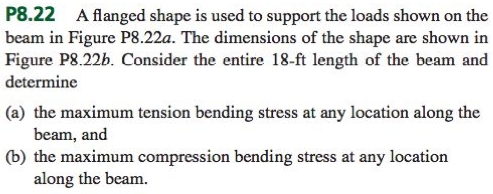 P8.22 A flanged shape is used to support the loads shown on the
beam in Figure P8.22a. The dimensions of the shape are shown in
Figure P8.22b. Consider the entire 18-ft length of the beam and
determine
(a) the maximum tension bending stress at any location along the
beam, and
(b) the maximum compression bending stress at any location
along the beam.